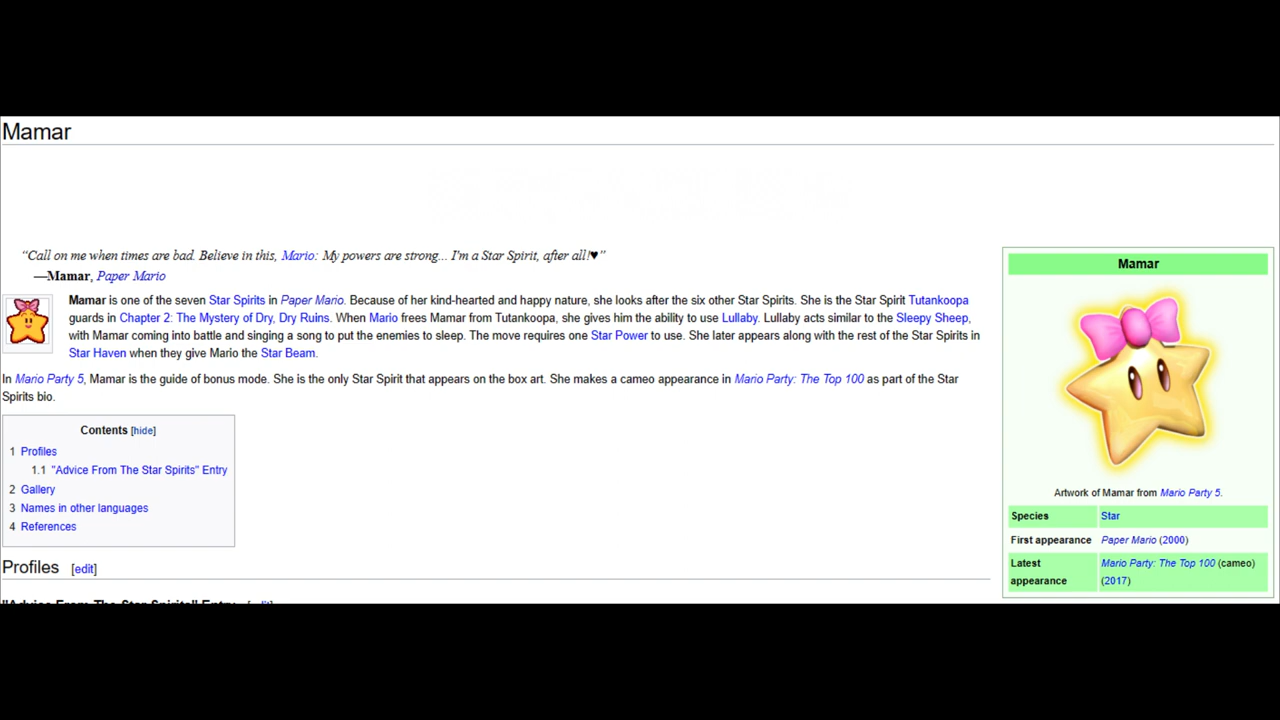 Mamar
“Call on me when times are bad. Believe in this, Mario: My powers are strong... I'm a Star Spirit, after all!♥”
—Mamar, Paper Mario
Mamar is one of the seven Star Spirits in Paper Mario. Because of her kind-hearted and happy nature, she looks after the six other Star Spirits. She is the Star Spirit Tutankoopa
guards in Chapter 2: The Mystery of Dry, Dry Ruins. When Mario frees Mamar from Tutankoopa, she gives him the ability to use Lullaby. Lullaby acts similar to the Sleepy Sheep,
with Mamar coming into battle and singing a song to put the enemies to sleep. The move requires one Star Power to use. She later appears along with the rest of the Star Spirits in
Star Haven when they give Mario the Star Beam.
In Mario Party 5, Mamar is the guide of bonus mode. She is the only Star Spirit that appears on the box art. She makes a cameo appearance in Mario Party: The Top 100 as part of the Star
Spirits bio.
Contents [hide]
1 Profiles
1.1 "Advice From The Star Spirits" Entry
2 Gallery
3 Names in other languages
4 References
Profiles [edit]
"Advice From The Star Spirits" Entry [edit]
Mamar
Artwork of Mamar from Mario Party 5.
Species Star
First appearance Paper Mario (2000)
Latest Mario Party: The Top 100 (cameo)
appearance (2017)